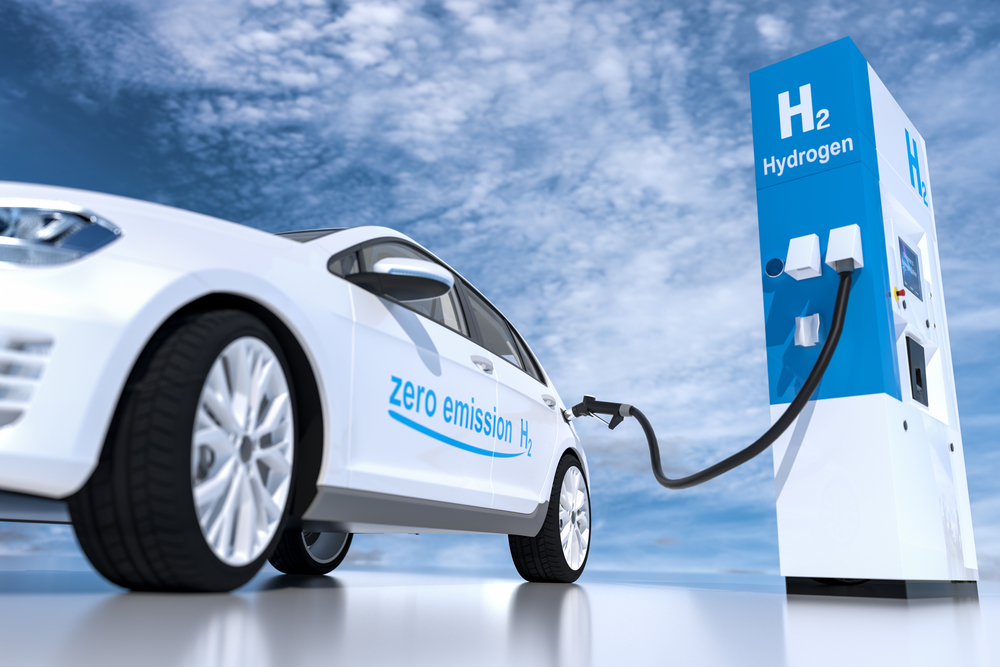 H₂
Hydrogen
H₂
zero emission H₂